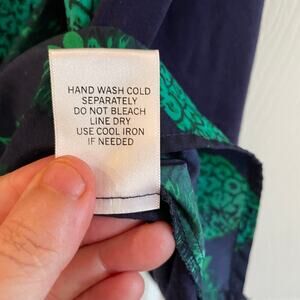 HAND WASH COLD
SEPARATELY
DO NOT BLEACH
LINE DRY
USE COOL IRON
IF NEEDED